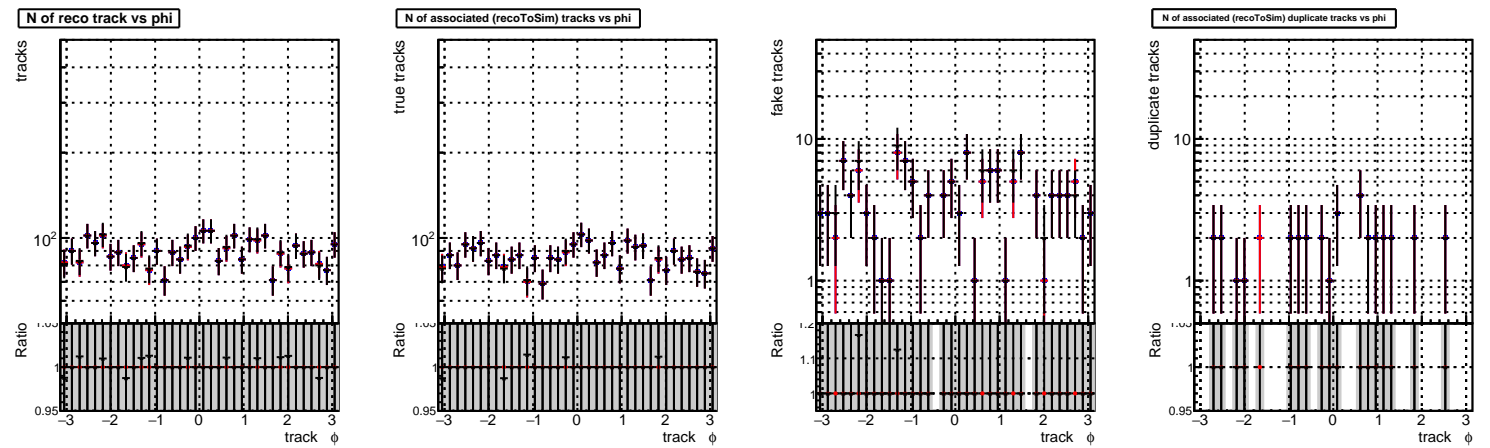 N of reco track vs phi
tracks
10²
Ratio
1.05
1
0.95
−3 −2 −1 0 1 2 3
track ϕ
N of associated (recoToSim) tracks vs phi
true tracks
10²
Ratio
1.05
1
0.95
−3 −2 −1 0 1 2 3
track ϕ
fake tracks
10
1
Ratio
1.2
1.1
1
−3 −2 −1 0 1 2 3
track ϕ
N of associated (recoToSim) duplicate tracks vs phi
duplicate tracks
10
1
Ratio
1.05
1
0.95
−3 −2 −1 0 1 2 3
track ϕ